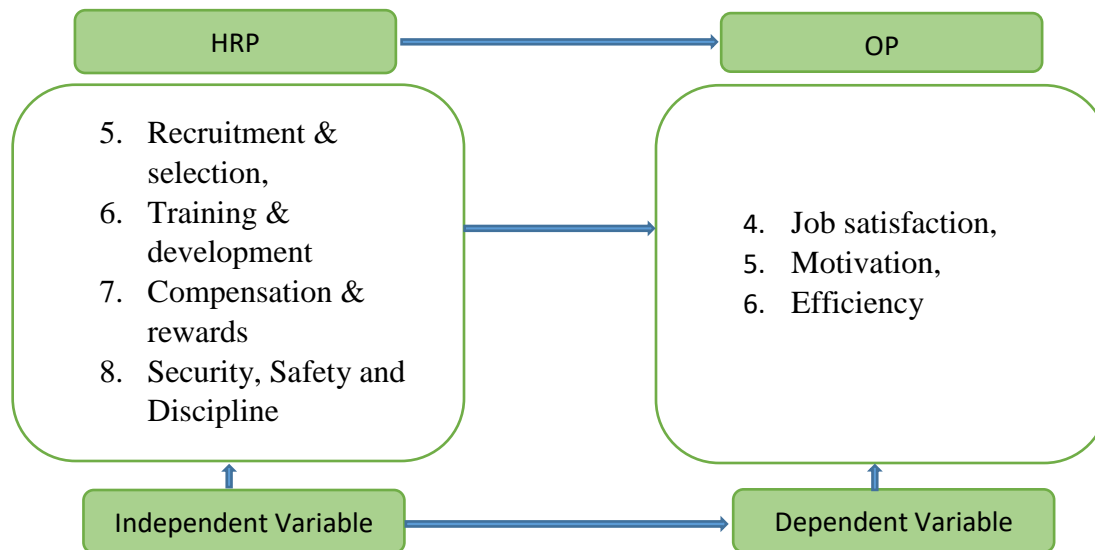 HRP
OP
5. Recruitment &
selection,
6. Training &
development
7. Compensation &
rewards
8. Security, Safety and
Discipline
4. Job satisfaction,
5. Motivation,
6. Efficiency
Independent Variable
Dependent Variable